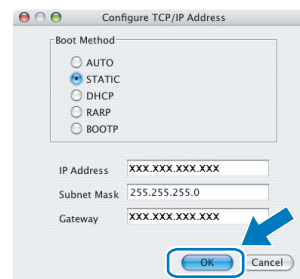 Configure TCP/IP Address
Boot Method
AUTO
STATIC
DHCP
RARP
BOOTP
IP Address XXX.XXX.XXX.XXX
Subnet Mask 255.255.255.0
Gateway XXX.XXX.XXX.XXX
OK Cancel